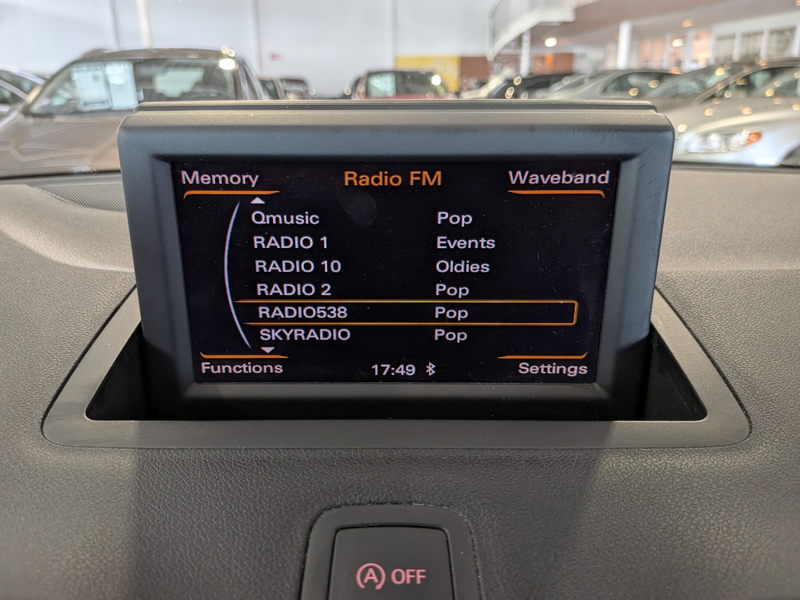 Memory Radio FM Waveband
Qmusic Pop
RADIO 1 Events
RADIO 10 Oldies
RADIO 2 Pop
RADIO538 Pop
SKYRADIO Pop
Functions 17:49 Settings
A OFF